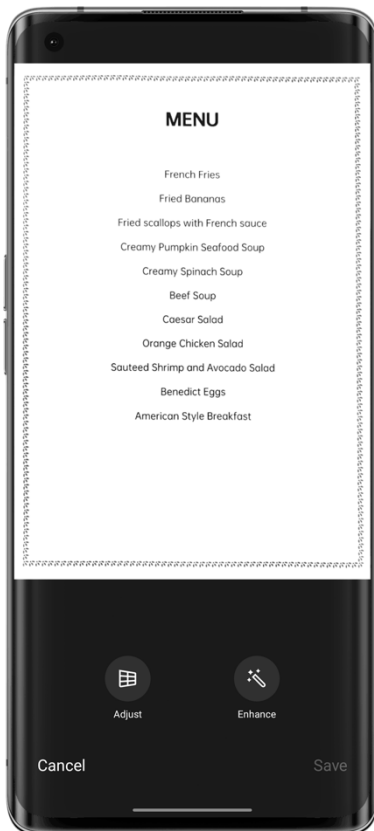 MENU
French Fries
Fried Bananas
Fried scallops with French sauce
Creamy Pumpkin Seafood Soup
Creamy Spinach Soup
Beef Soup
Caesar Salad
Orange Chicken Salad
Sauteed Shrimp and Avocado Salad
Benedict Eggs
American Style Breakfast
Adjust
Enhance
Cancel
Save